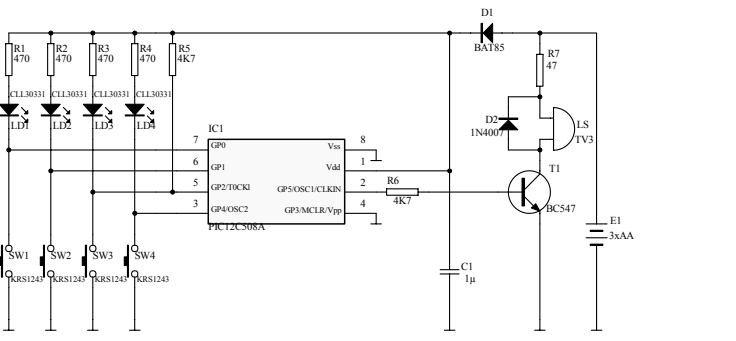 D1
BAT85
R1
470
R2
470
R3
470
R4
470
R5
4K7
R7
47
CLL30331
CLL30331
CLL30331
CLL30331
LD1
LD2
LD3
LD4
D2
1N4007
LS
TV3
IC1
7
GP0
Vss
8
6
GP1
Vdd
1
5
GP2/T0CKI
GP5/OSC1/CLKIN
2
3
GP4/OSC2
GP3/MCLR/Vpp
4
PIC12C508A
R6
4K7
T1
BC547
E1
3xAA
SW1
SW2
SW3
SW4
KRS1243
KRS1243
KRS1243
KRS1243
C1
1µ